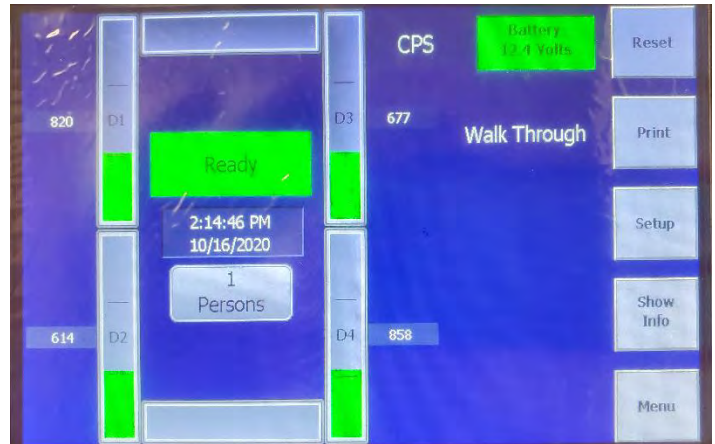 CPS
Battery:
12.4 Volts
Reset
820
D1
D3
677
Walk Through
Print
Ready
2:14:46 PM
10/16/2020
Setup
1
Persons
Show
Info
614
D2
D4
858
Menu